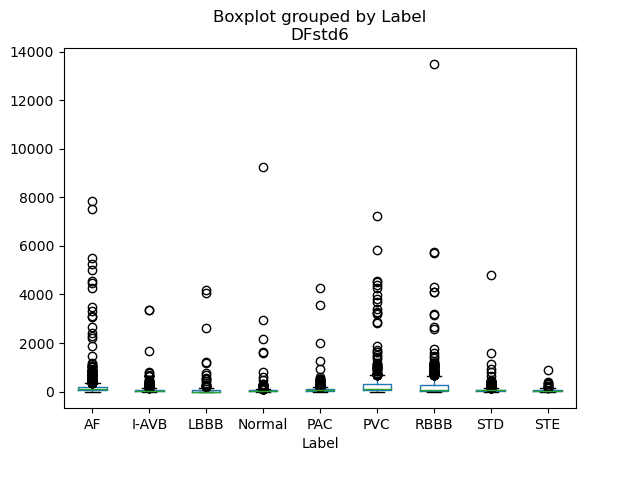 Boxplot grouped by Label
DFstd6
14000
12000
10000
8000
6000
4000
2000
0
AF I-AVB LBBB Normal PAC PVC RBBB STD STE
Label